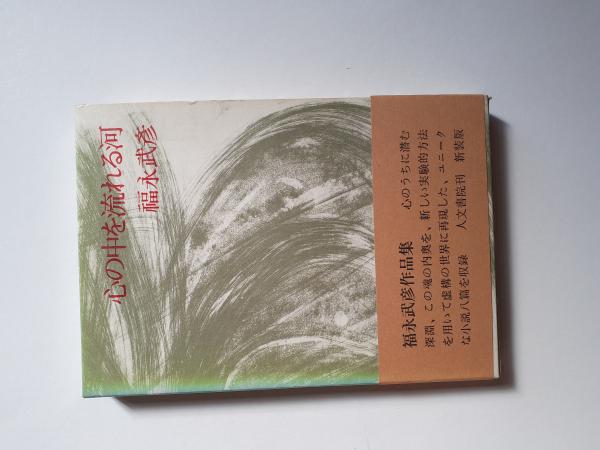 心の中を流れる河
福永武彦
福永武彦作品集 心のうちに潜む
深淵、この魂の内奥を、新しい実験的方法
を用いて虚構の世界に再現した、ユニーク
な小説八篇を収録 人文書院刊 新装版